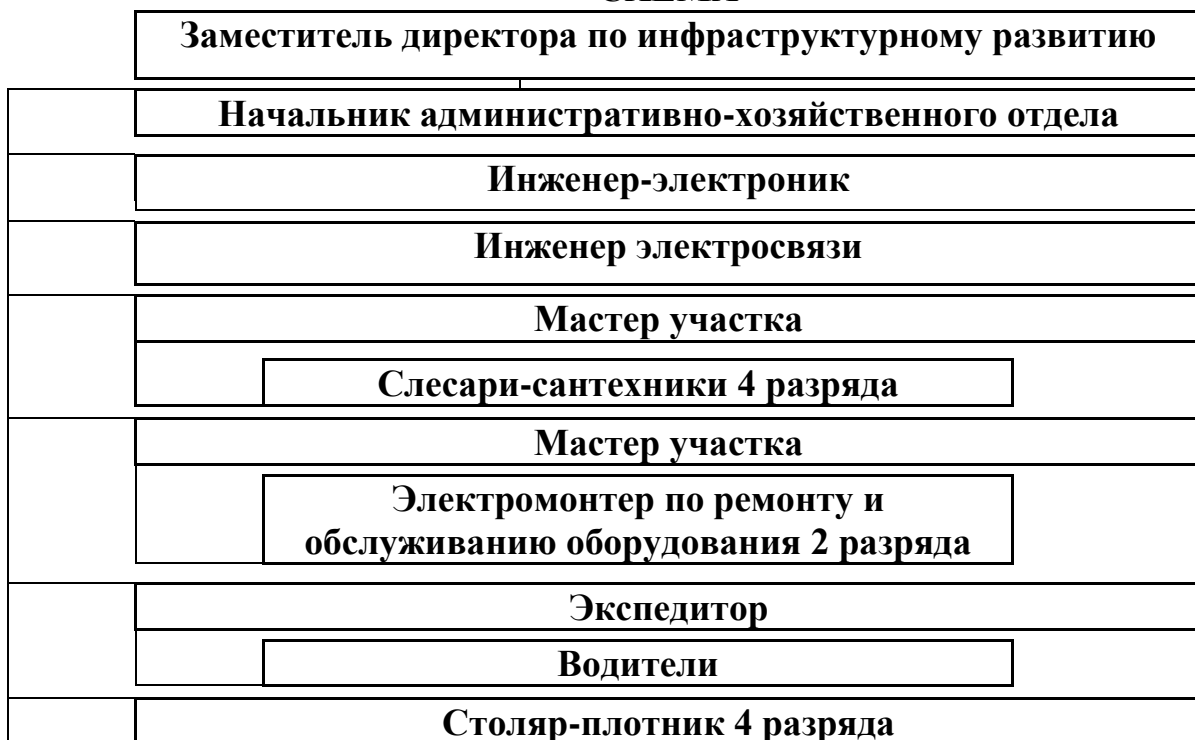 СХЕМА
Заместитель директора по инфраструктурному развитию
Начальник административно-хозяйственного отдела
Инженер-электроник
Инженер электросвязи
Мастер участка
Слесари-сантехники 4 разряда
Мастер участка
Электромонтер по ремонту и
обслуживанию оборудования 2 разряда
Экспедитор
Водители
Столяр-плотник 4 разряда